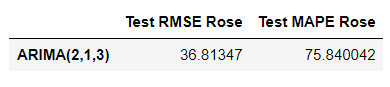 Test RMSE Rose Test MAPE Rose
ARIMA(2,1,3) 36.81347 75.840042